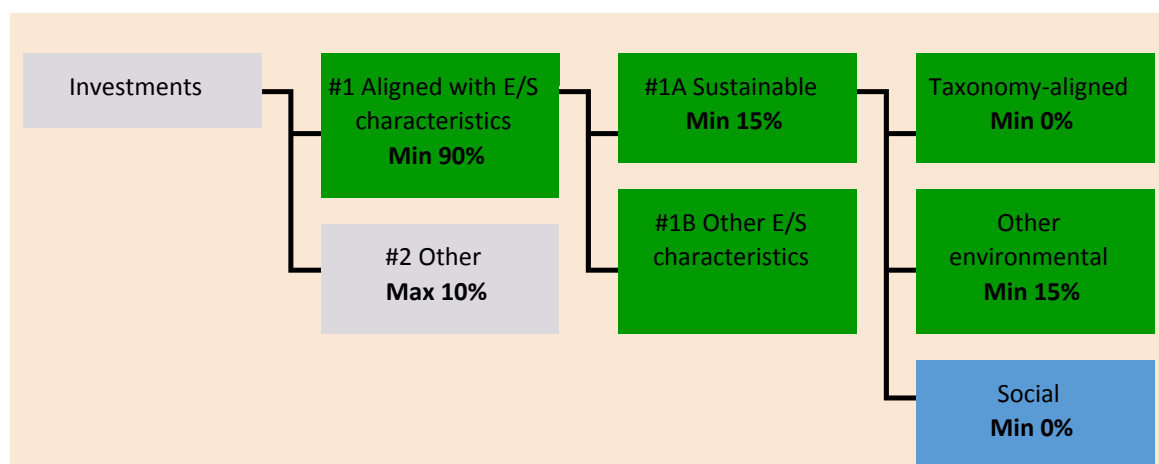 Investments
#1 Aligned with E/S
characteristics
Min 90%
#2 Other
Max 10%
#1A Sustainable
Min 15%
#1B Other E/S
characteristics
Taxonomy-aligned
Min 0%
Other
environmental
Min 15%
Social
Min 0%